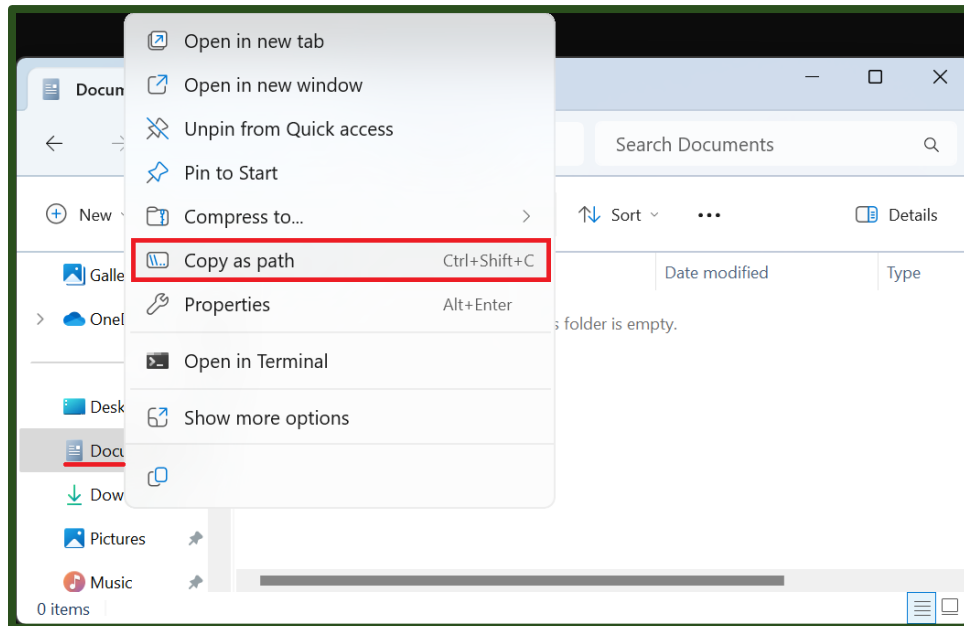 Open in new tab
Open in new window
Unpin from Quick access
Pin to Start
Compress to...
Copy as path Ctrl+Shift+C
Properties Alt+Enter
Open in Terminal
Show more options
Docum
Search Documents
New
Sort
Details
Date modified
Type
folder is empty.
Galle
OneD
Desk
Docu
Dow
Pictures
Music
0 items